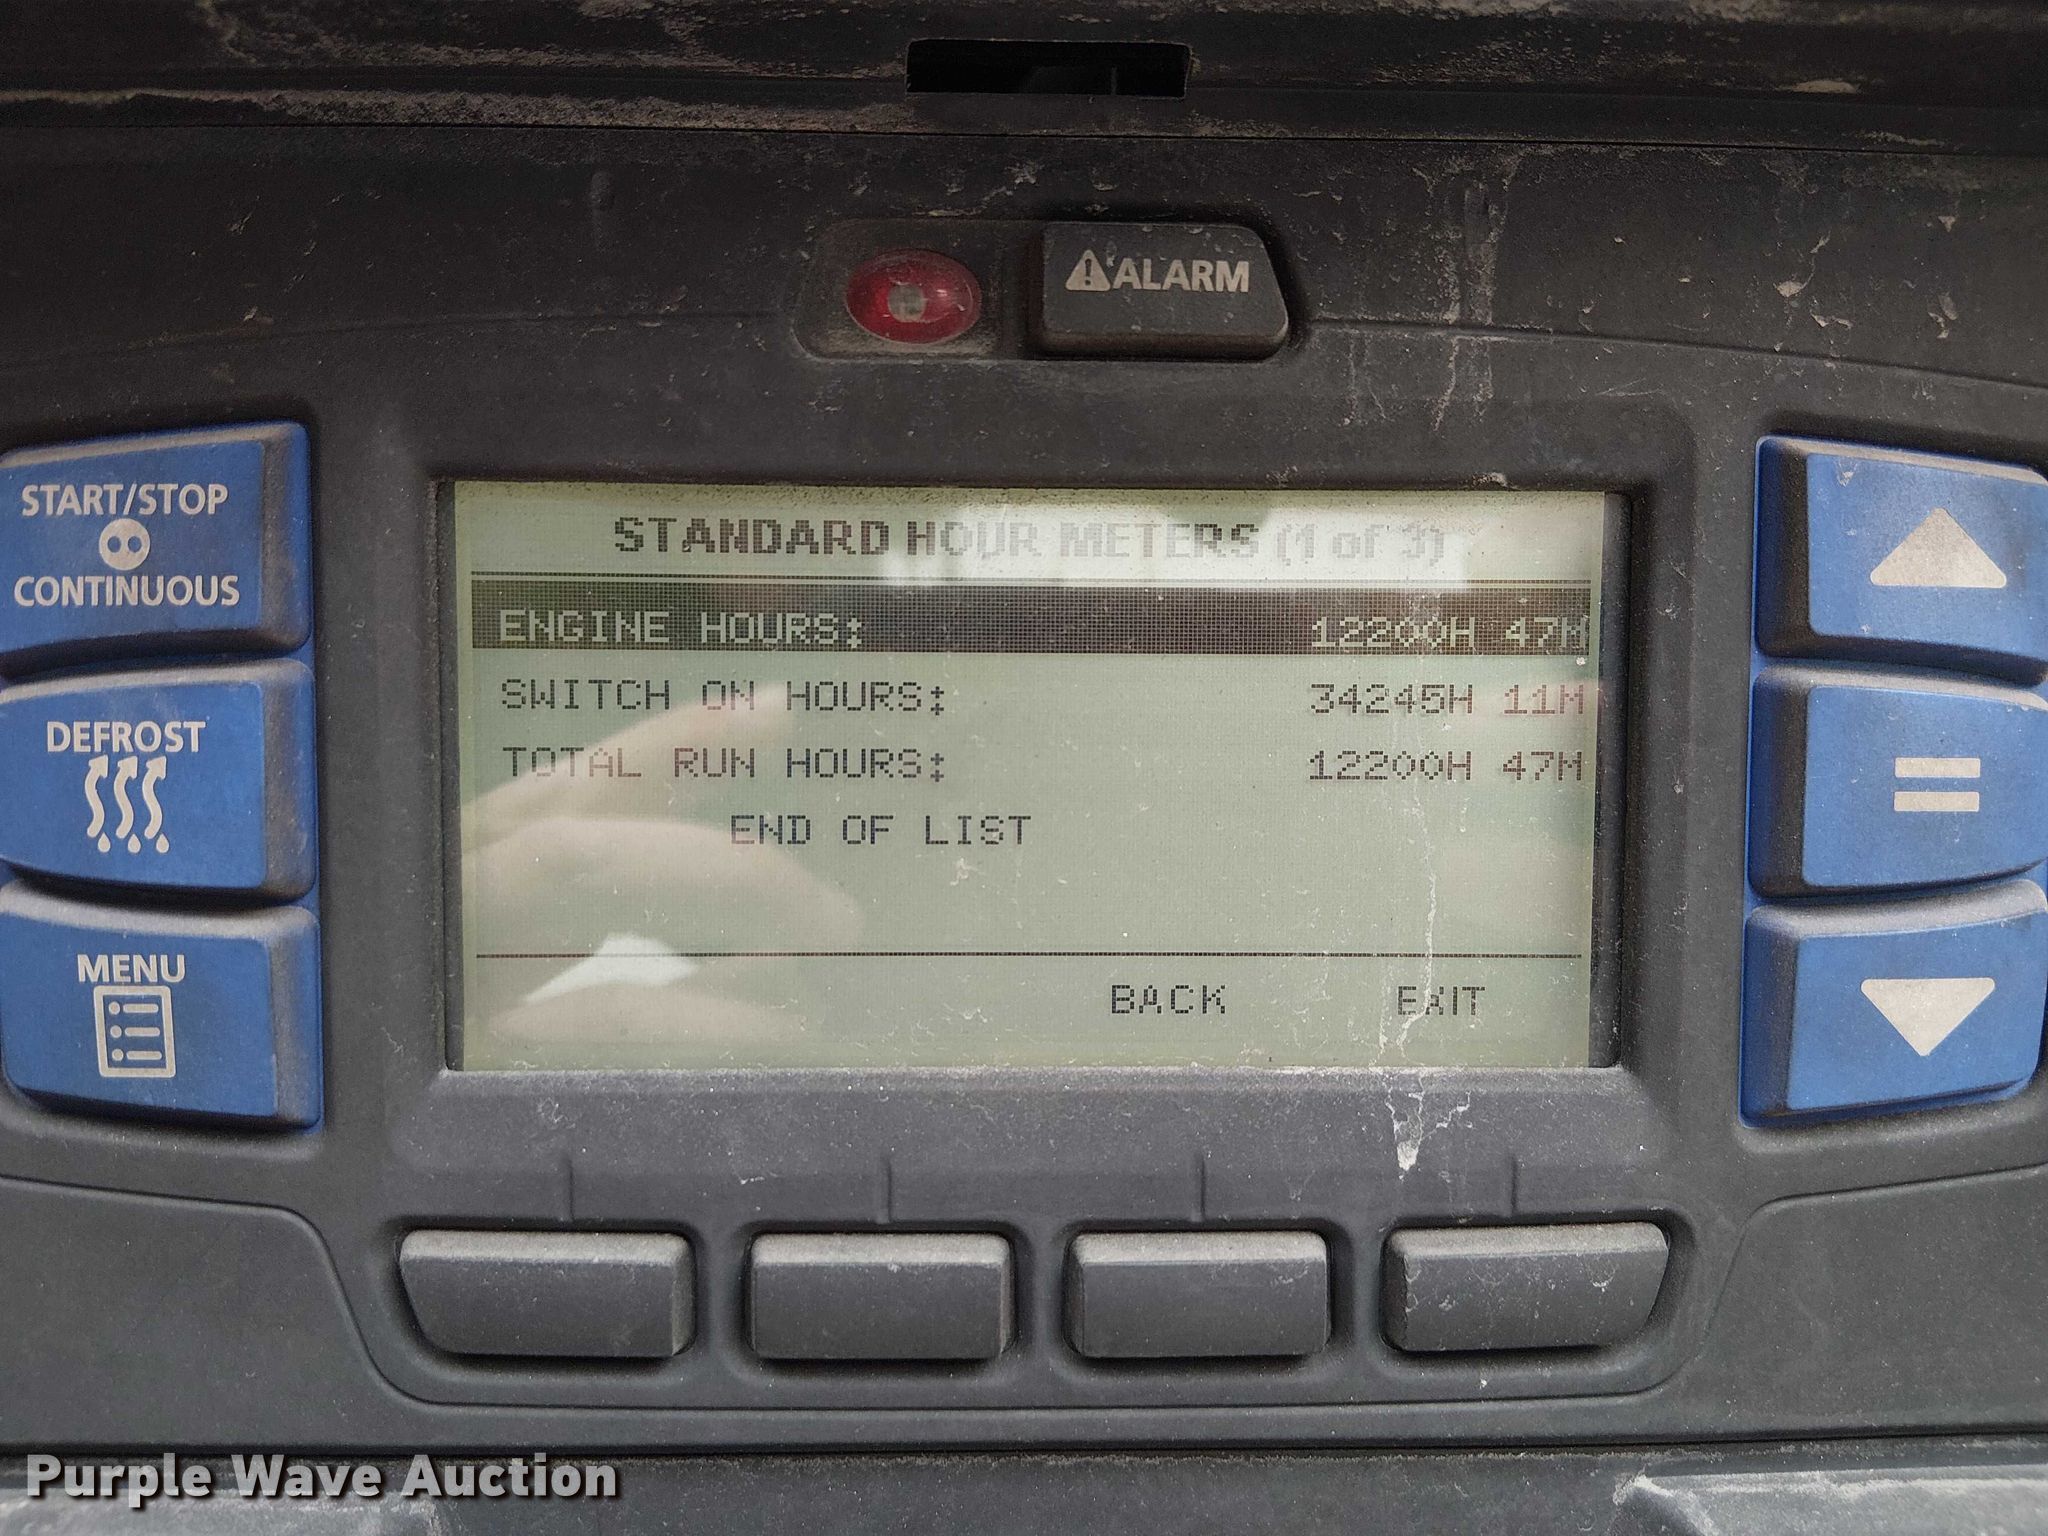 ALARM
START/STOP
CONTINUOUS
DEFROST
MENU
STANDARD HOUR METERS (1 of 3)
ENGINE HOURS: 12200H 47M
SWITCH ON HOURS: 34245H 11M
TOTAL RUN HOURS: 12200H 47M
END OF LIST
BACK EXIT
=
Purple Wave Auction